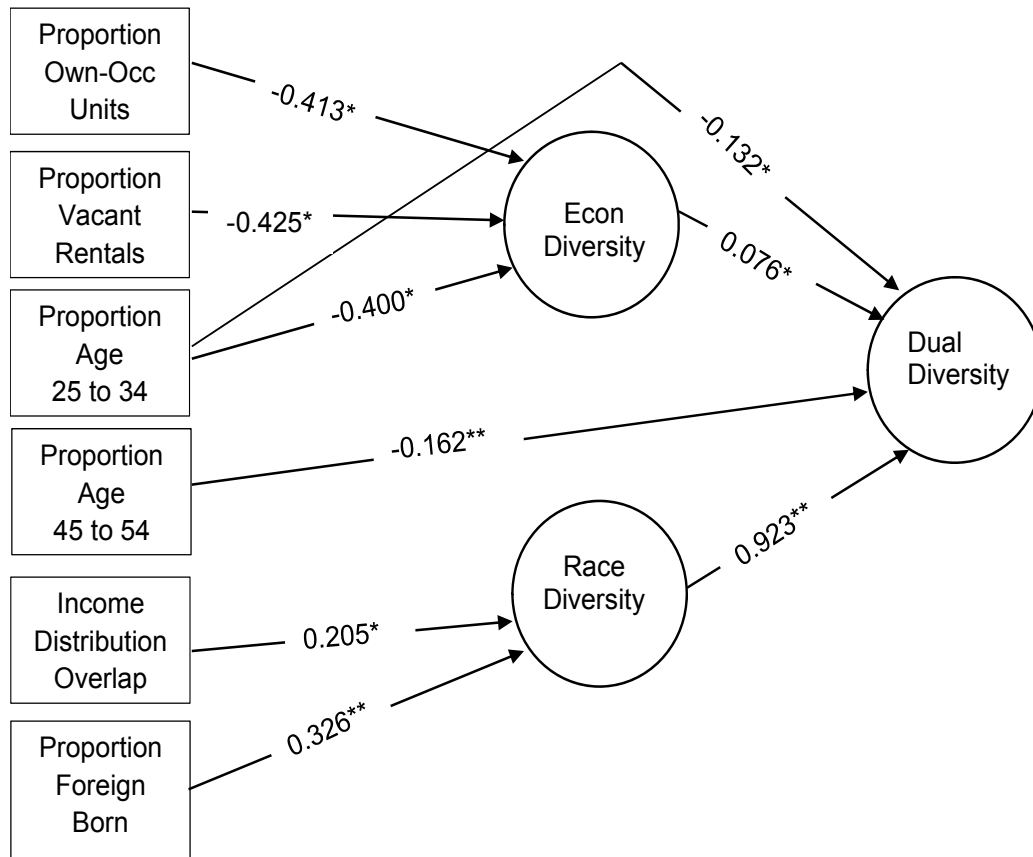 Proportion
Own-Occ
Units
-0.413*
-0.132*
Proportion
Vacant
Rentals
-0.425*
Econ
Diversity
0.076*
Proportion
Age
25 to 34
-0.400*
Dual
Diversity
Proportion
Age
45 to 54
-0.162**
Race
Diversity
0.923**
Income
Distribution
Overlap
0.205*
Proportion
Foreign
Born
0.326**